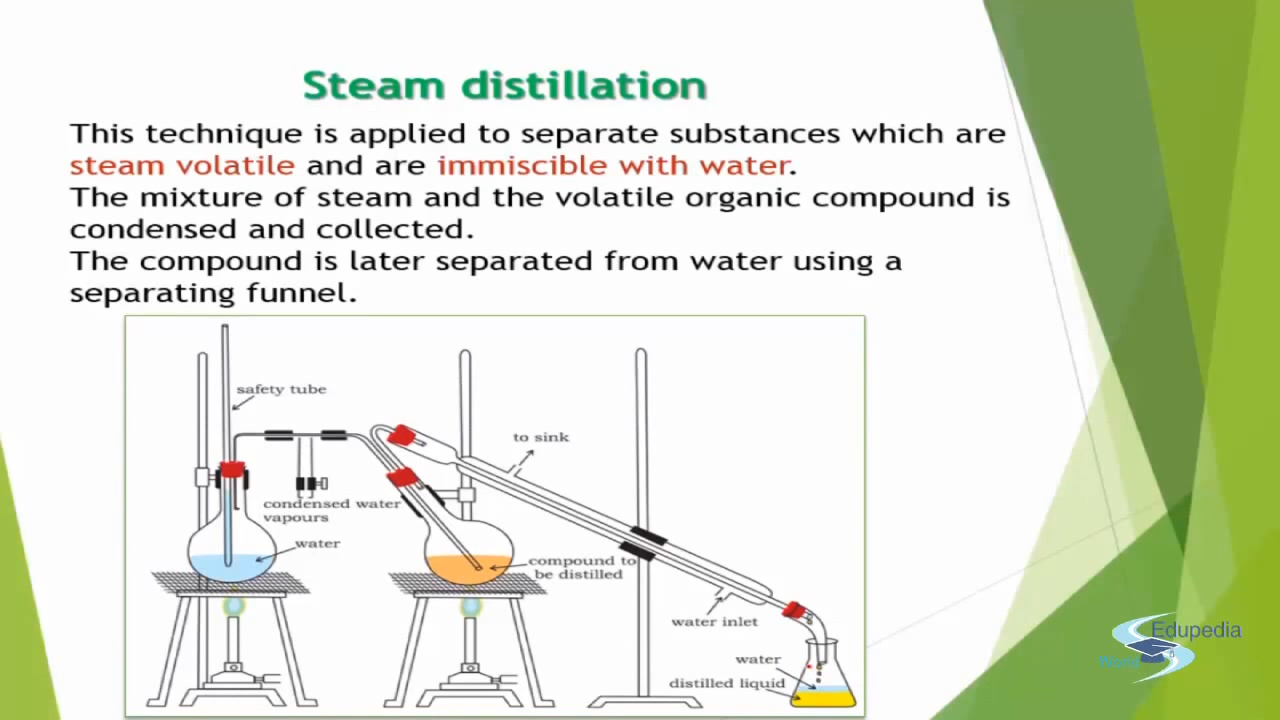 Steam distillation
This technique is applied to separate substances which are
steam volatile and are immiscible with water.
The mixture of steam and the volatile organic compound is
condensed and collected.
The compound is later separated from water using a
separating funnel.
safety tube
to sink
condensed water
vapours
water
compound to
be distilled
water inlet
water
distilled liquid
Edupedia
World